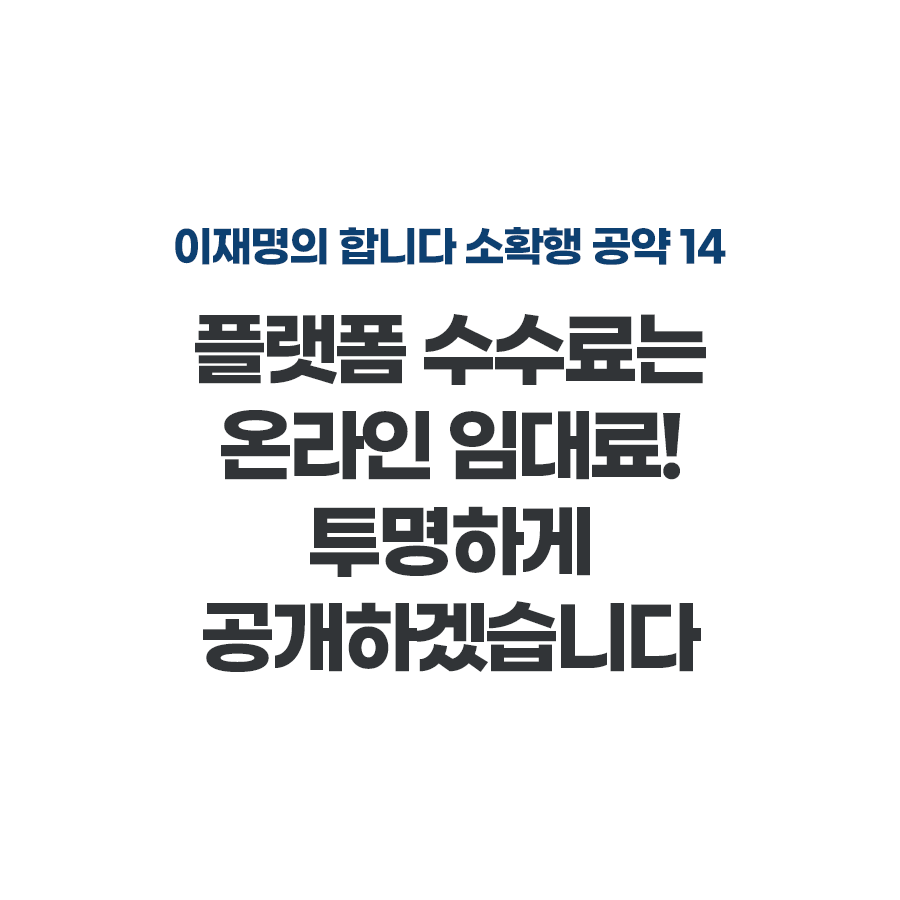 이재명의 합니다 소확행 공약 14
플랫폼 수수료는
온라인 임대료!
투명하게
공개하겠습니다